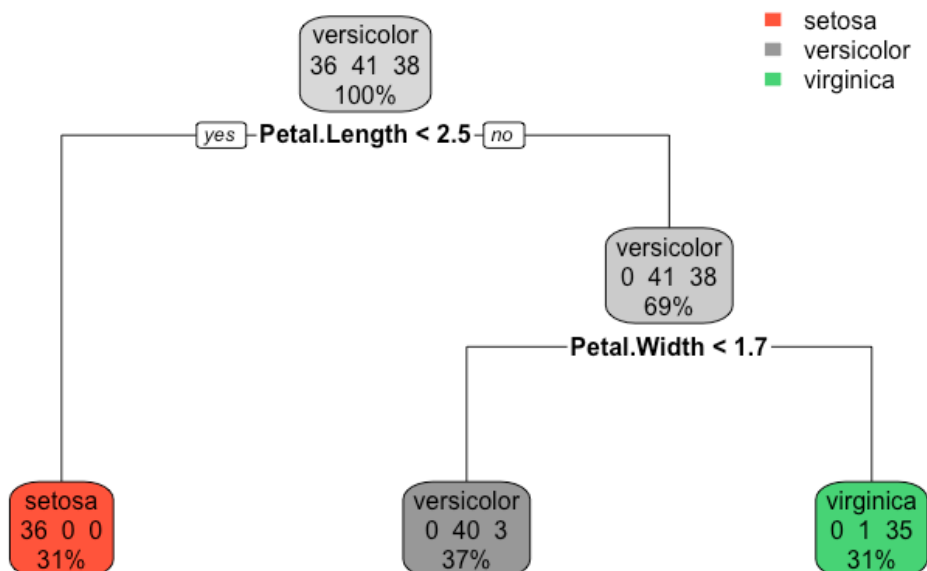 versicolor
36 41 38
100%
setosa
versicolor
virginica
yes Petal.Length < 2.5 no
versicolor
0 41 38
69%
Petal.Width < 1.7
setosa
36 0 0
31%
versicolor
0 40 3
37%
virginica
0 1 35
31%